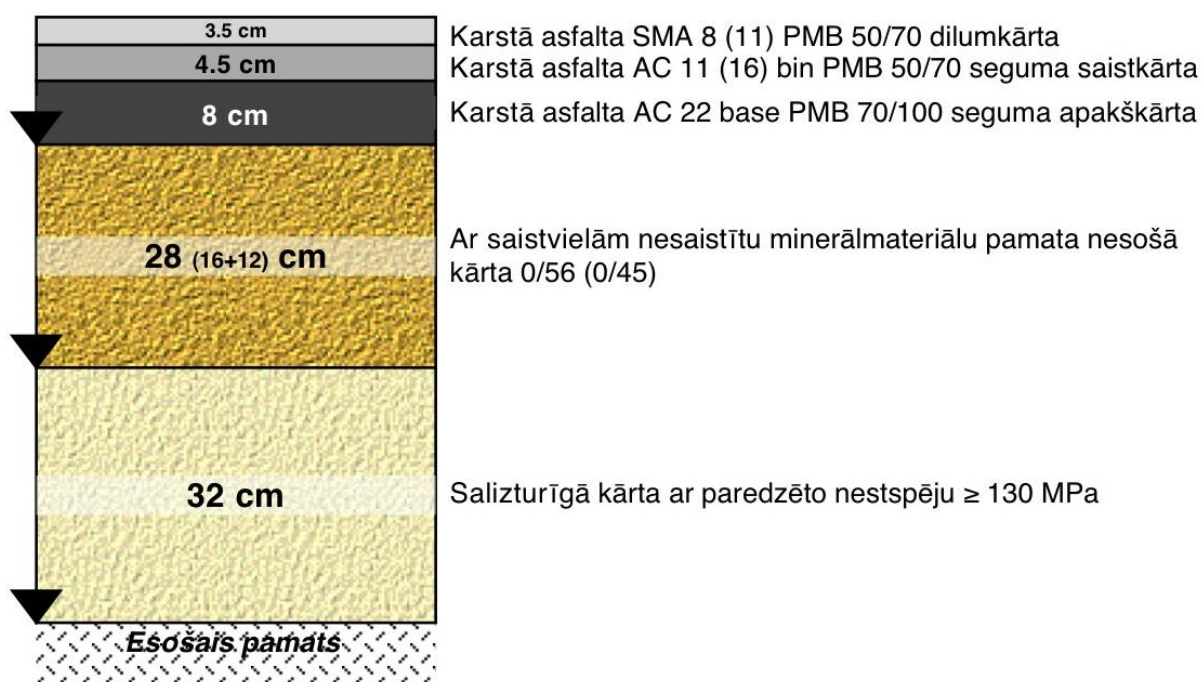 3.5 cm
Karstā asfalta SMA 8 (11) PMB 50/70 dilumkārta
4.5 cm
Karstā asfalta AC 11 (16) bin PMB 50/70 seguma saistkārta
8 cm
Karstā asfalta AC 22 base PMB 70/100 seguma apakškārta
28 (16+12) cm
Ar saistvielām nesaistītu minerālmateriālu pamata nesošā
kārta 0/56 (0/45)
32 cm
Salizturīgā kārta ar paredzēto nestspēju ≥ 130 MPa
Esošais pamats